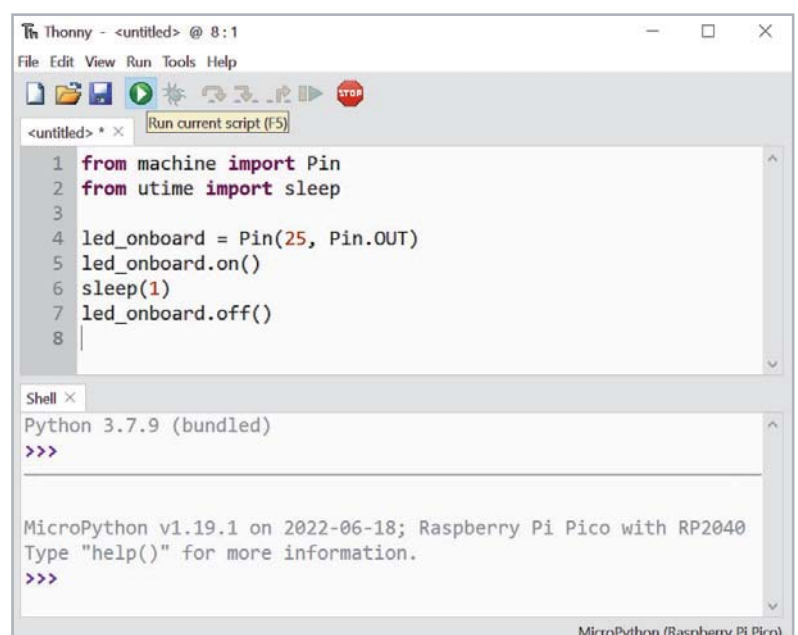 Th Thonny - <untitled> @ 8:1
File Edit View Run Tools Help
STOP
<untitled> * ×
Run current script (F5)
1 from machine import Pin
2 from utime import sleep
3
4 led_onboard = Pin(25, Pin.OUT)
5 led_onboard.on()
6 sleep(1)
7 led_onboard.off()
8
Shell ×
Python 3.7.9 (bundled)
>>>
MicroPython v1.19.1 on 2022-06-18; Raspberry Pi Pico with RP2040
Type "help()" for more information.
>>>
MicroPython (Raspberry Pi Pico)